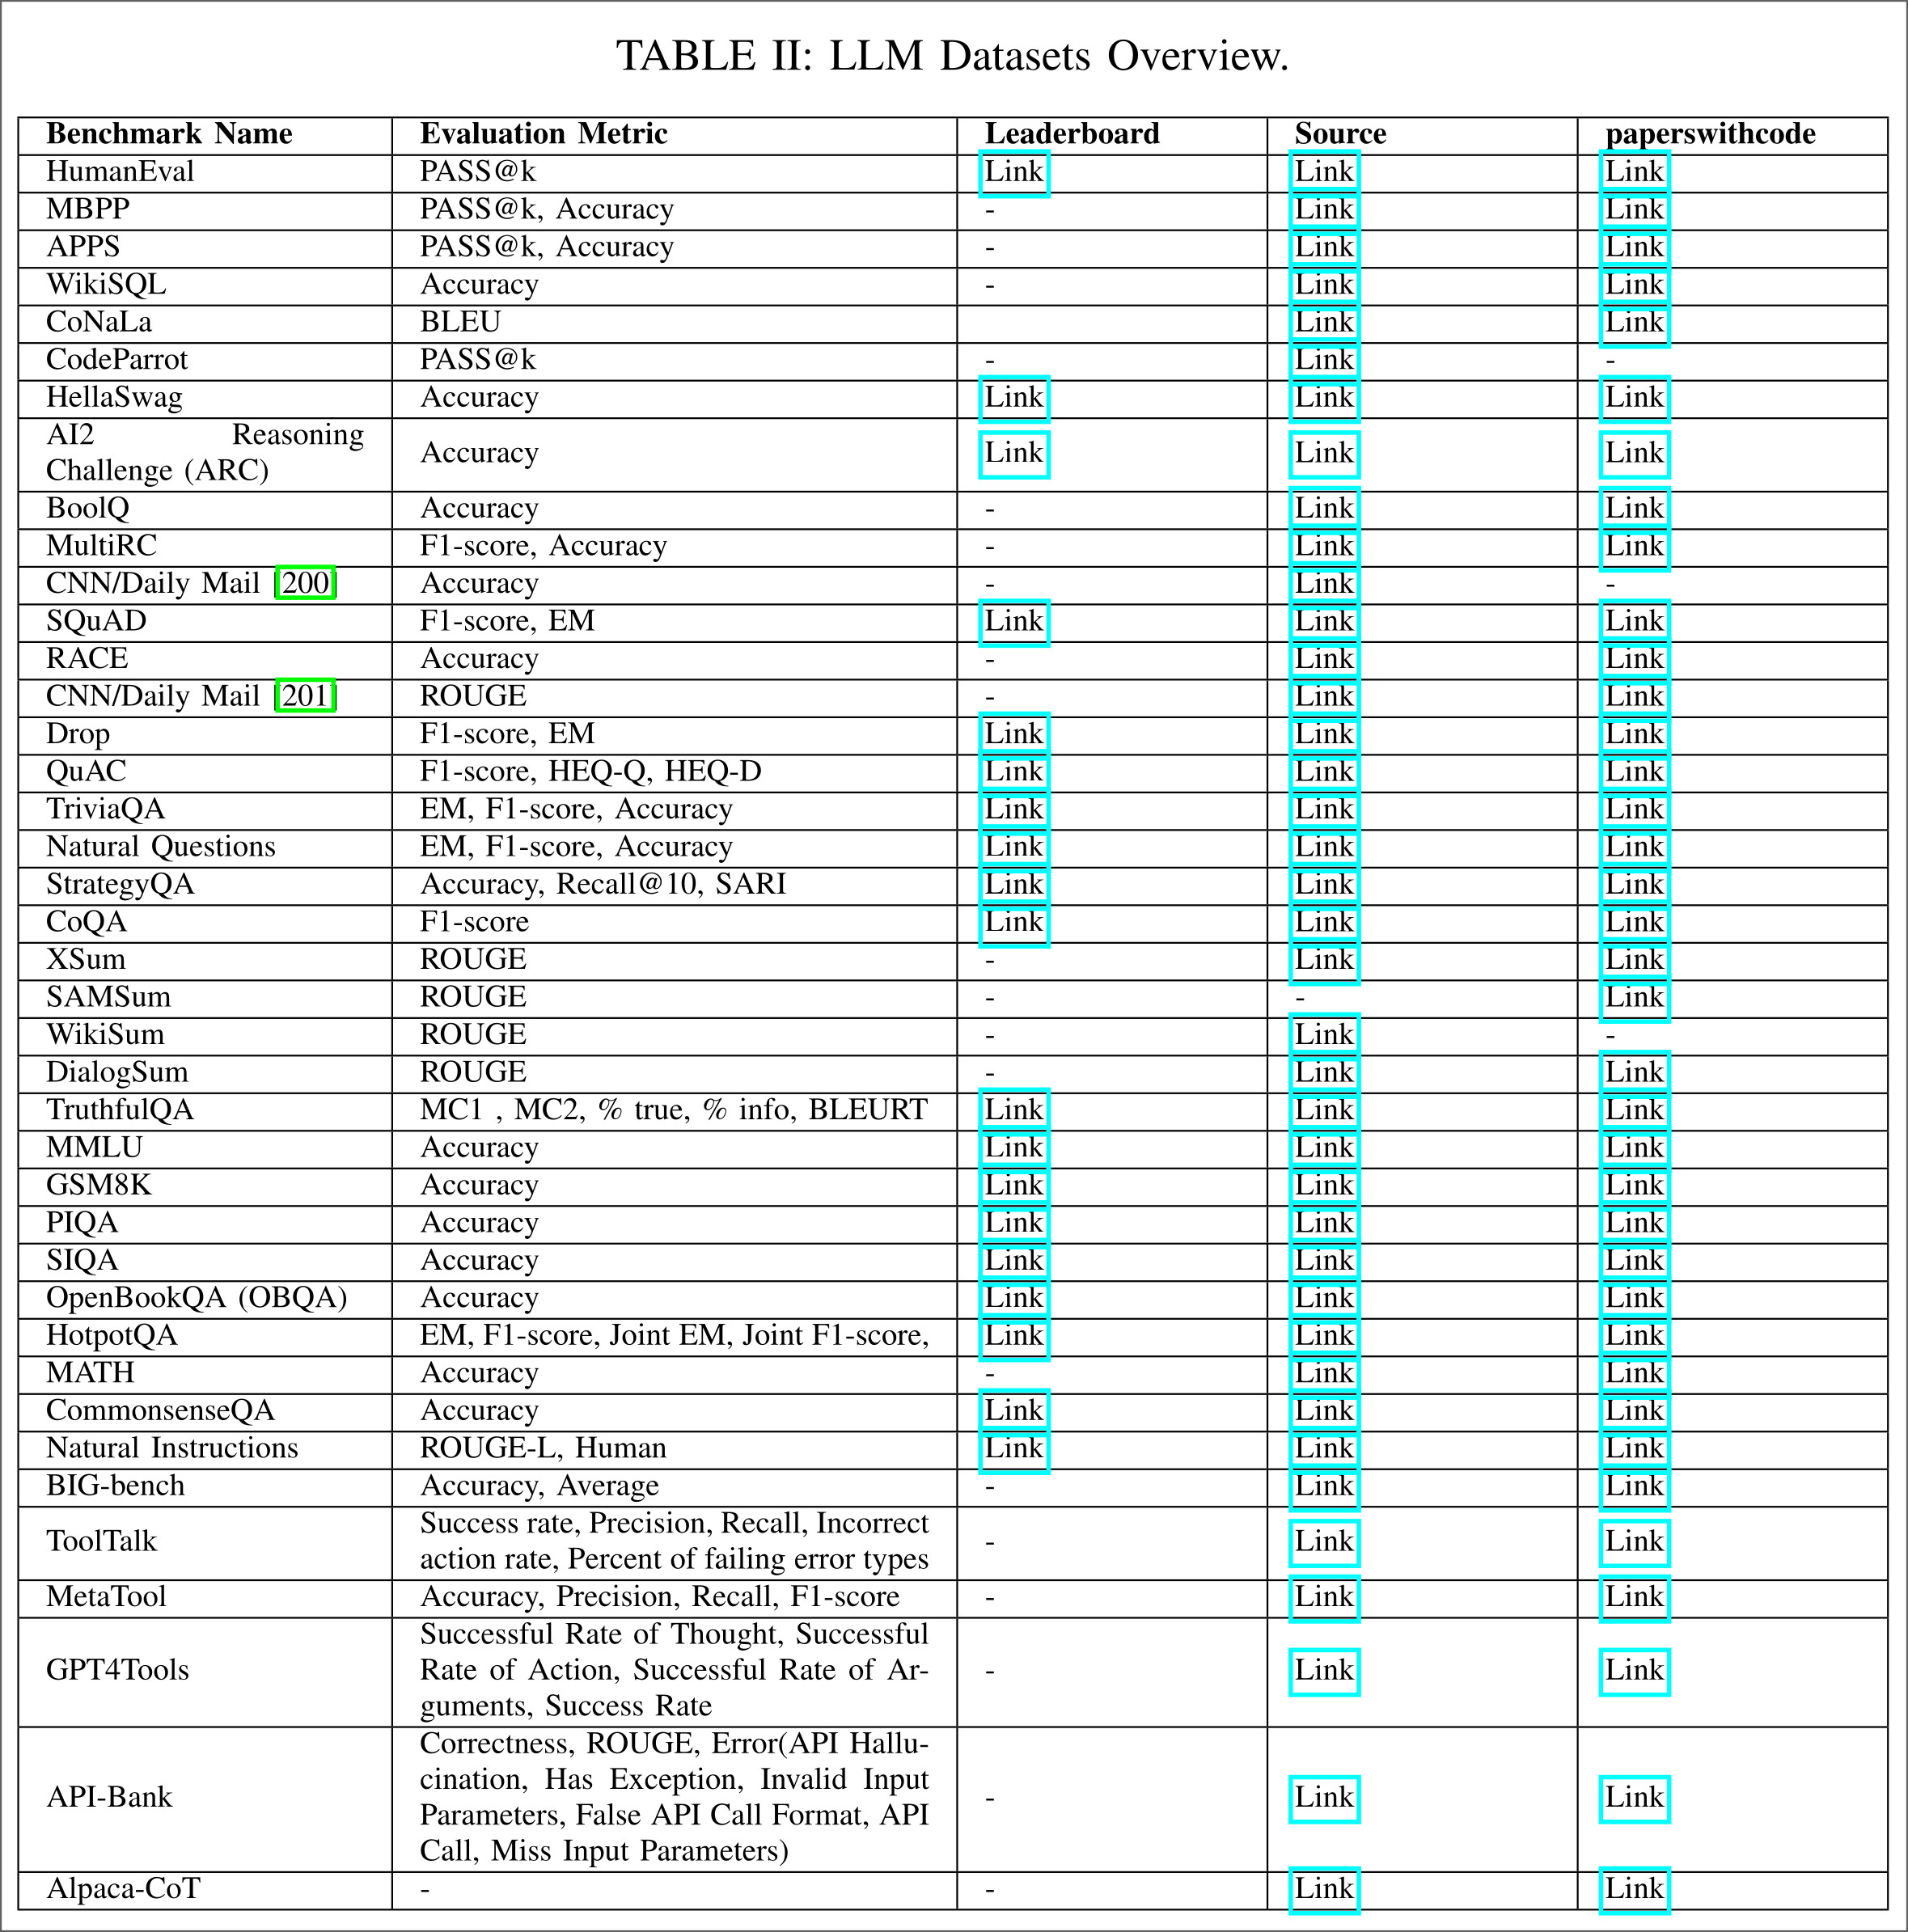 TABLE II: LLM Datasets Overview.
Benchmark Name Evaluation Metric Leaderboard Source paperswithcode
HumanEval PASS@k Link Link Link
MBPP PASS@k, Accuracy - Link Link
APPS PASS@k, Accuracy - Link Link
WikiSQL Accuracy - Link Link
CoNaLa BLEU Link Link
CodeParrot PASS@k - Link -
HellaSwag Accuracy Link Link Link
AI2 Reasoning
Challenge (ARC) Accuracy Link Link Link
BoolQ Accuracy - Link Link
MultiRC F1-score, Accuracy - Link Link
CNN/Daily Mail [200] Accuracy - Link -
SQuAD F1-score, EM Link Link Link
RACE Accuracy - Link Link
CNN/Daily Mail [201] ROUGE - Link Link
Drop F1-score, EM Link Link Link
QuAC F1-score, HEQ-Q, HEQ-D Link Link Link
TriviaQA EM, F1-score, Accuracy Link Link Link
Natural Questions EM, F1-score, Accuracy Link Link Link
StrategyQA Accuracy, Recall@10, SARI Link Link Link
CoQA F1-score Link Link Link
XSum ROUGE - Link Link
SAMSum ROUGE - - Link
WikiSum ROUGE - Link -
DialogSum ROUGE - Link Link
TruthfulQA MC1 , MC2, % true, % info, BLEURT Link Link Link
MMLU Accuracy Link Link Link
GSM8K Accuracy Link Link Link
PIQA Accuracy Link Link Link
SIQA Accuracy Link Link Link
OpenBookQA (OBQA) Accuracy Link Link Link
HotpotQA EM, F1-score, Joint EM, Joint F1-score, Link Link Link
MATH Accuracy - Link Link
CommonsenseQA Accuracy Link Link Link
Natural Instructions ROUGE-L, Human Link Link Link
BIG-bench Accuracy, Average - Link Link
ToolTalk Success rate, Precision, Recall, Incorrect
action rate, Percent of failing error types - Link Link
MetaTool Accuracy, Precision, Recall, F1-score - Link Link
Successful Rate of Thought, Successful
GPT4Tools Rate of Action, Successful Rate of Ar- - Link Link
guments, Success Rate
Correctness, ROUGE, Error(API Hallu-
cination, Has Exception, Invalid Input
API-Bank Parameters, False API Call Format, API - Link Link
Call, Miss Input Parameters)
Alpaca-CoT - - Link Link